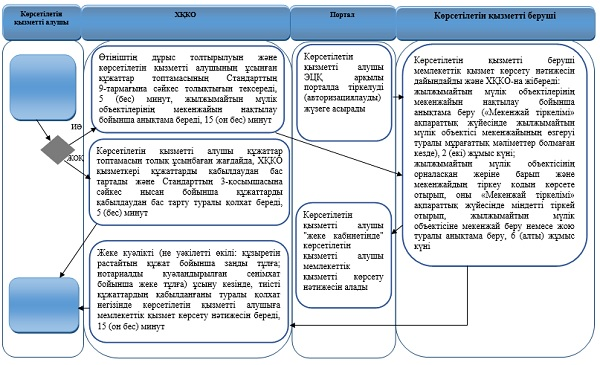 Көрсетілетін
қызметті алушы
ХҚКО
Портал
Көрсетілетін қызметті беруші
ИӘ
ЖОҚ
Өтініштің дұрыс толтырылуын және
көрсетілетін қызметті алушының ұсынған
құжаттар топтамасының Стандарттың
9-тармағына сәйкес толықтығын тексереді,
5 (бес) минут, жылжымайтын мүлік
объектілерінің мекенжайын нақтылау
бойынша анықтама береді, 15 (он бес) минут
Көрсетілетін қызметті алушы құжаттар
топтамасын толық ұсынбаған жағдайда, ХҚКО
қызметкері құжаттарды қабылдаудан бас
тартады және Стандарттың 3-қосымшасына
сәйкес нысан бойынша құжаттарды
қабылдаудан бас тарту туралы қолхат береді,
5 (бес) минут
Жеке куәлікті (не уәкілетті өкілі: құзыретін
растайтын құжат бойынша заңды тұлға;
нотариалды куәландырылған сенімхат
бойынша жеке тұлға) ұсыну кезінде, тиісті
құжаттардың қабылданғаны туралы қолхат
негізінде көрсетілетін қызметті алушыға
мемлекеттік қызмет көрсету нәтижесін береді,
15 (он бес) минут
Көрсетілетін
қызметті алушы
ЭЦҚ арқылы
порталда тіркелуді
(авторизациялауды)
жүзеге асырады
Көрсетілетін
қызметті алушы
"жеке кабинетінде"
көрсетілетін
қызметті алушы
мемлекеттік
қызметті көрсету
нәтижесін алады
Көрсетілетін қызметті беруші
мемлекеттік қызмет көрсету нәтижесін
дайындайды және ХҚКО-на жібереді:
жылжымайтын мүлік объектілерінің
мекенжайын нақтылау бойынша
анықтама беру («Мекенжай тіркелімі»
ақпараттық жүйесінде жылжымайтын
мүлік объектісі мекенжайының өзгеруі
туралы мұрағаттық мәліметтер болмаған
кезде), 2 (екі) жұмыс күні;
жылжымайтын мүлік объектісінің
орналасқан жеріне барып және
мекенжайдың тіркеу кодын көрсете
отырып, оны «Мекенжай тіркелімі»
ақпараттық жүйесінде міндетті тіркей
отырып, жылжымайтын мүлік
объектісіне мекенжай беру немесе жою
туралы анықтама беру, 6 (алты) жұмыс
күні